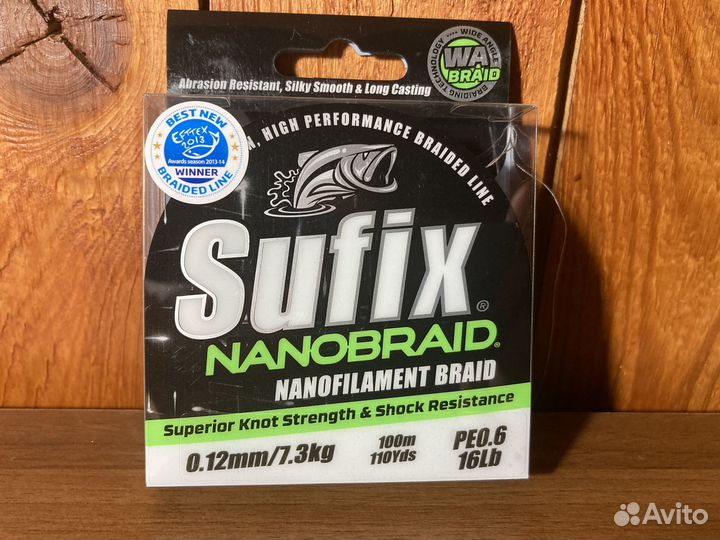 Abrasion Resistant, Silky Smooth & Long Casting
WIDE ANGLE
WA
BRAID
BRAIDING TECHNOLOGY
BEST NEW
EFTTEX
2013
Awards season 2013-14
WINNER
BRAIDED LINE
HIGH PERFORMANCE BRAIDED LINE
Sufix®
NANOBRAID®
NANOFILAMENT BRAID
Superior Knot Strength & Shock Resistance
0.12mm/7.3kg
100m
110Yds
PE0.6
16Lb
Avito